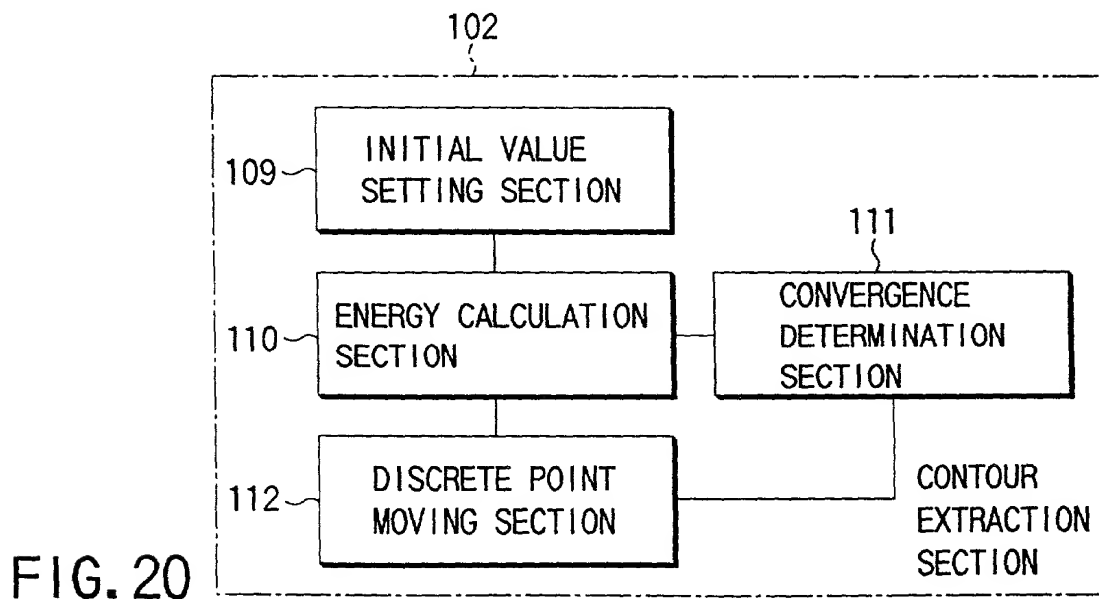 102
109
INITIAL VALUE
SETTING SECTION
111
110
ENERGY CALCULATION
SECTION
CONVERGENCE
DETERMINATION
SECTION
112
DISCRETE POINT
MOVING SECTION
CONTOUR
EXTRACTION
SECTION
FIG. 20